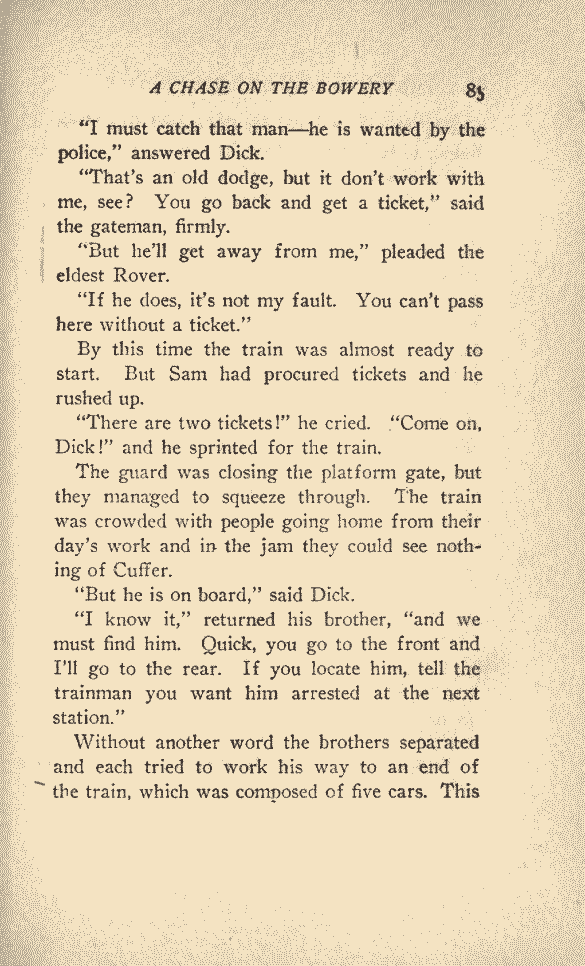 A CHASE ON THE BOWERY 85
“I must catch that man—he is wanted by the
police,” answered Dick.
“That’s an old dodge, but it don’t work with
me, see? You go back and get a ticket,” said
the gateman, firmly.
“But he’ll get away from me,” pleaded the
eldest Rover.
“If he does, it’s not my fault. You can’t pass
here without a ticket.”
By this time the train was almost ready to
start. But Sam had procured tickets and he
rushed up.
“There are two tickets!” he cried. “Come on,
Dick!” and he sprinted for the train.
The guard was closing the platform gate, but
they managed to squeeze through. The train
was crowded with people going home from their
day’s work and in the jam they could see noth-
ing of Cuffer.
“But he is on board,” said Dick.
“I know it,” returned his brother, “and we
must find him. Quick, you go to the front and
I’ll go to the rear. If you locate him, tell the
trainman you want him arrested at the next
station.”
Without another word the brothers separated
and each tried to work his way to an end of
the train, which was composed of five cars. This